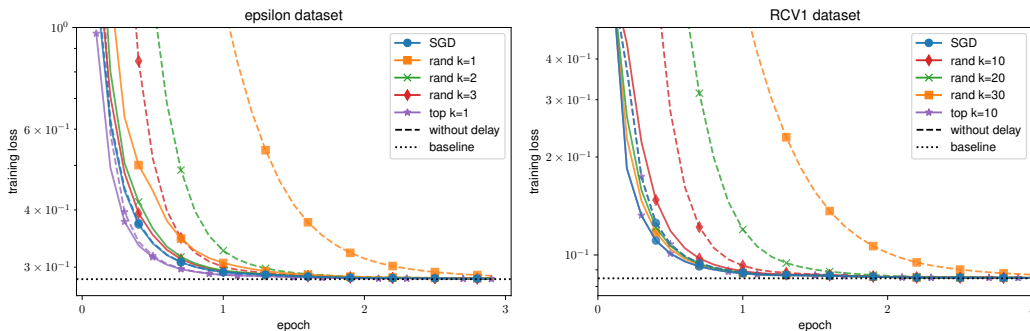 epsilon dataset
10⁰
6 × 10⁻¹
4 × 10⁻¹
3 × 10⁻¹
training loss
0
1
2
3
epoch
SGD
rand k=1
rand k=2
rand k=3
top k=1
without delay
baseline
RCV1 dataset
4 × 10⁻¹
3 × 10⁻¹
2 × 10⁻¹
10⁻¹
training loss
0
1
2
3
epoch
SGD
rand k=10
rand k=20
rand k=30
top k=10
without delay
baseline